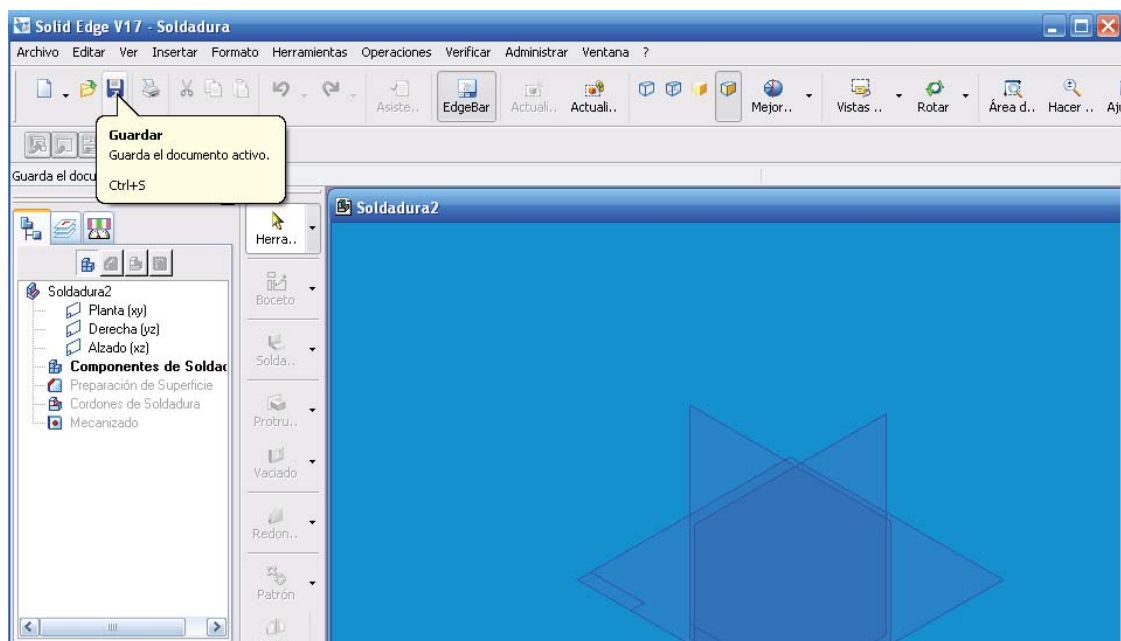 Solid Edge V17 - Soldadura
Archivo Editar Ver Insertar Formato Herramientas Operaciones Verificar Administrar Ventana ?
Asiste.. EdgeBar Actuali.. Actuali.. Mejor.. Vistas .. Rotar Área d.. Hacer .. Aju
Guardar
Guarda el documento activo.
Ctrl+S
Guarda el docu
Soldadura2
Herra..
Boceto
Solda..
Protru..
Vaciado
Redon..
Patrón
Soldadura2
Planta (xy)
Derecha (yz)
Alzado (xz)
Componentes de Soldac
Preparación de Superficie
Cordones de Soldadura
Mecanizado